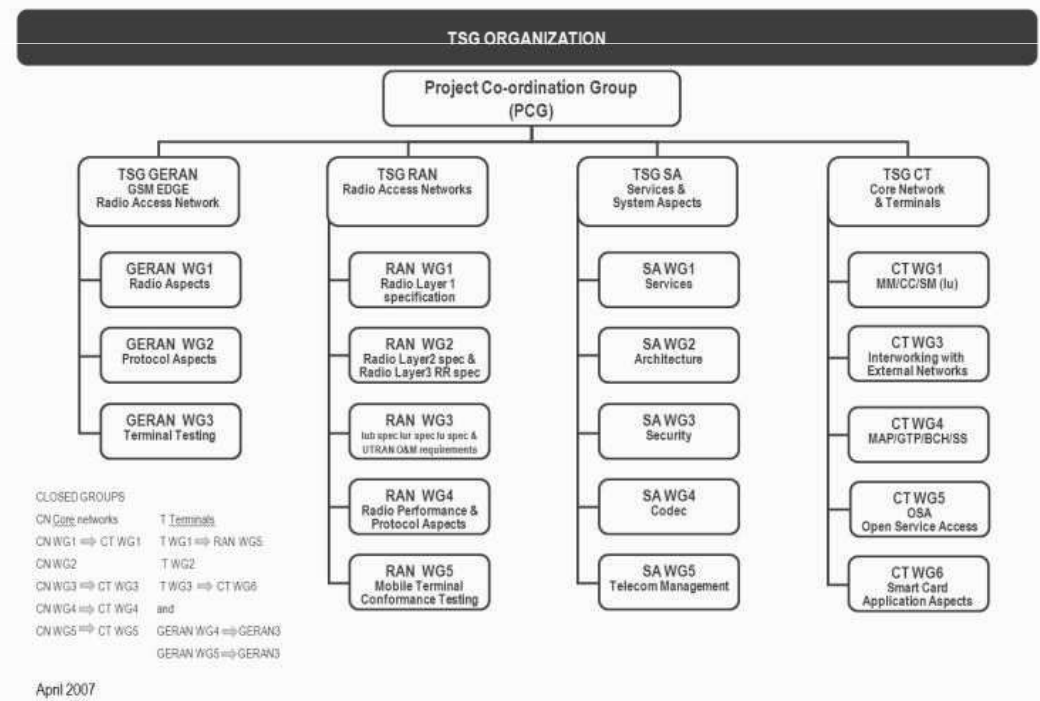 TSG ORGANIZATION
Project Co-ordination Group
(PCG)
TSG GERAN
GSM EDGE
Radio Access Network
GERAN WG1
Radio Aspects
GERAN WG2
Protocol Aspects
GERAN WG3
Terminal Testing
TSG RAN
Radio Access Networks
RAN WG1
Radio Layer 1
specification
RAN WG2
Radio Layer2 spec &
Radio Layer3 RR spec
RAN WG3
Iub spec Iur spec Iu spec &
UTRAN O&M requirements
RAN WG4
Radio Performance &
Protocol Aspects
RAN WG5
Mobile Terminal
Conformance Testing
TSG SA
Services &
System Aspects
SA WG1
Services
SA WG2
Architecture
SA WG3
Security
SA WG4
Codec
SA WG5
Telecom Management
TSG CT
Core Network
& Terminals
CT WG1
MM/CC/SM (Iu)
CT WG3
Interworking with
External Networks
CT WG4
MAP/GTP/BCH/SS
CT WG5
OSA
Open Service Access
CT WG6
Smart Card
Application Aspects
CLOSED GROUPS
CN Core networks
CN WG1 ⇒ CT WG1
CN WG2
CN WG3 ⇒ CT WG3
CN WG4 ⇒ CT WG4
CN WG5 ⇒ CT WG5
T Terminals
T WG1 ⇒ RAN WG5
T WG2
T WG3 ⇒ CT WG6
and
GERAN WG4 ⇒ GERAN3
GERAN WG5 ⇒ GERAN3
April 2007